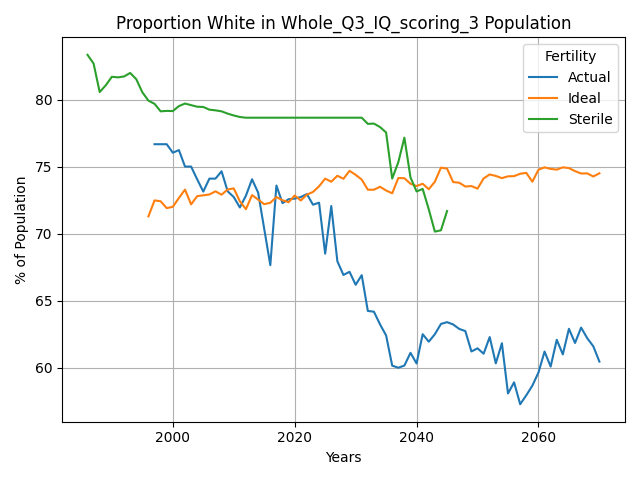 Proportion White in Whole_Q3_IQ_scoring_3 Population
% of Population
80
75
70
65
60
Fertility
Actual
Ideal
Sterile
2000
2020
2040
2060
Years